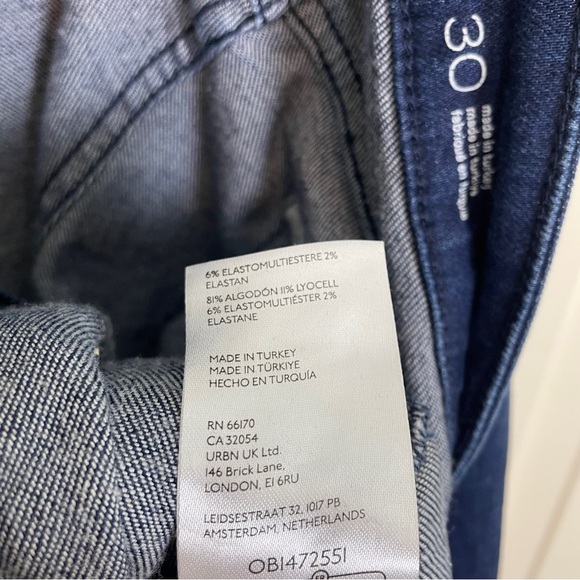 30
made in turkey
made in türkiye
fabriqué en turquie
6% ELASTOMULTIESTERE 2%
ELASTAN
81% ALGODÓN 11% LYOCELL
6% ELASTOMULTIÉSTER 2%
ELASTANE
MADE IN TURKEY
MADE IN TÜRKIYE
HECHO EN TURQUÍA
RN 66170
CA 32054
URBN UK Ltd.
146 Brick Lane,
LONDON, E1 6RU
LEIDSESTRAAT 32, 1017 PB
AMSTERDAM, NETHERLANDS
OB1472551